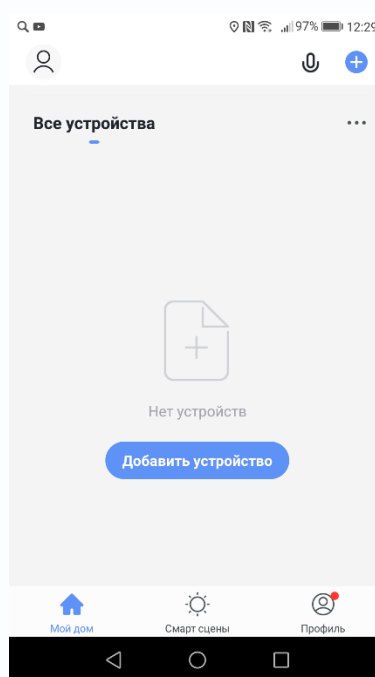 97% 12:29
Все устройства
Нет устройств
Добавить устройство
Мой дом Смарт сцены Профиль